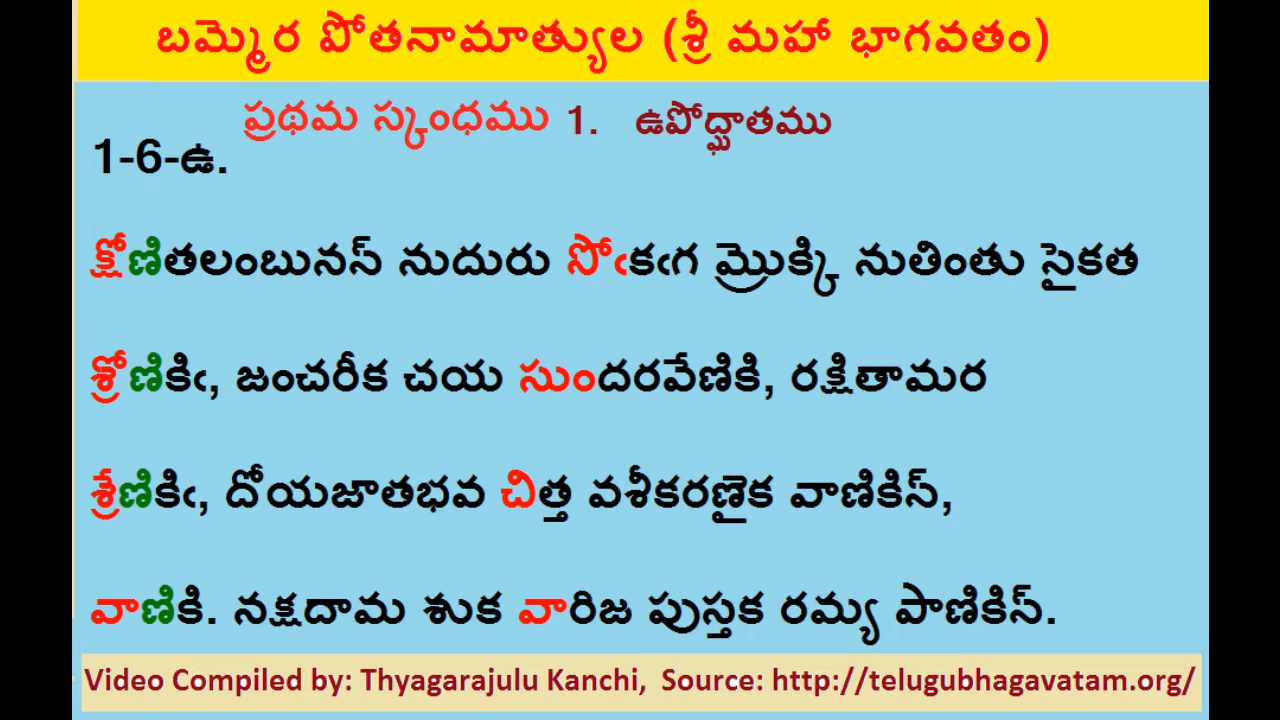 బమ్మెర పోతనామాత్యుల (శ్రీ మహా భాగవతం)
ప్రథమ స్కంధము 1. ఉపోద్ఘాతము
1-6-ఉ.
క్షోణితలంబునన్ నుదురు సోఁకఁగ మ్రొక్కి నుతింతు సైకత
శ్రోణికిఁ, జంచరీక చయ సుందరవేణికి, రక్షితామర
శ్రేణికిఁ, దోయజాతభవ చిత్త వశీకరణైక వాణికిన్,
వాణికి. నక్షదామ శుక వారిజ పుస్తక రమ్య పాణికిన్.
Video Compiled by: Thyagarajulu Kanchi, Source: http://telugubhagavatam.org/